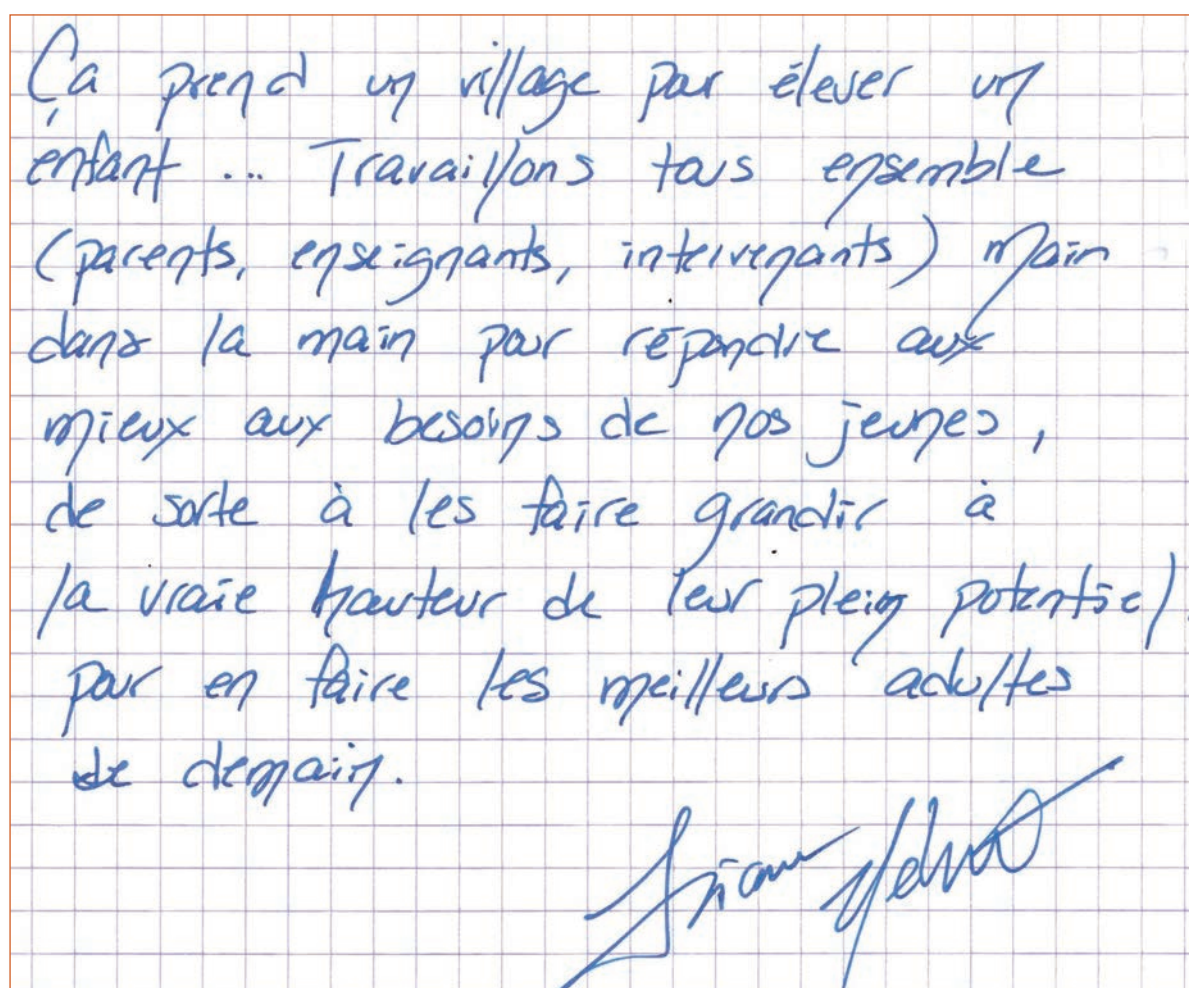 Ça prend un village pour élever un
enfant ... Travaillons tous ensemble
(parents, enseignants, intervenants) main
dans la main pour répondre aux
mieux aux besoins de nos jeunes,
de sorte à les faire grandir à
la vraie hauteur de leur plein potentiel.
pour en faire les meilleurs adultes
de demain.